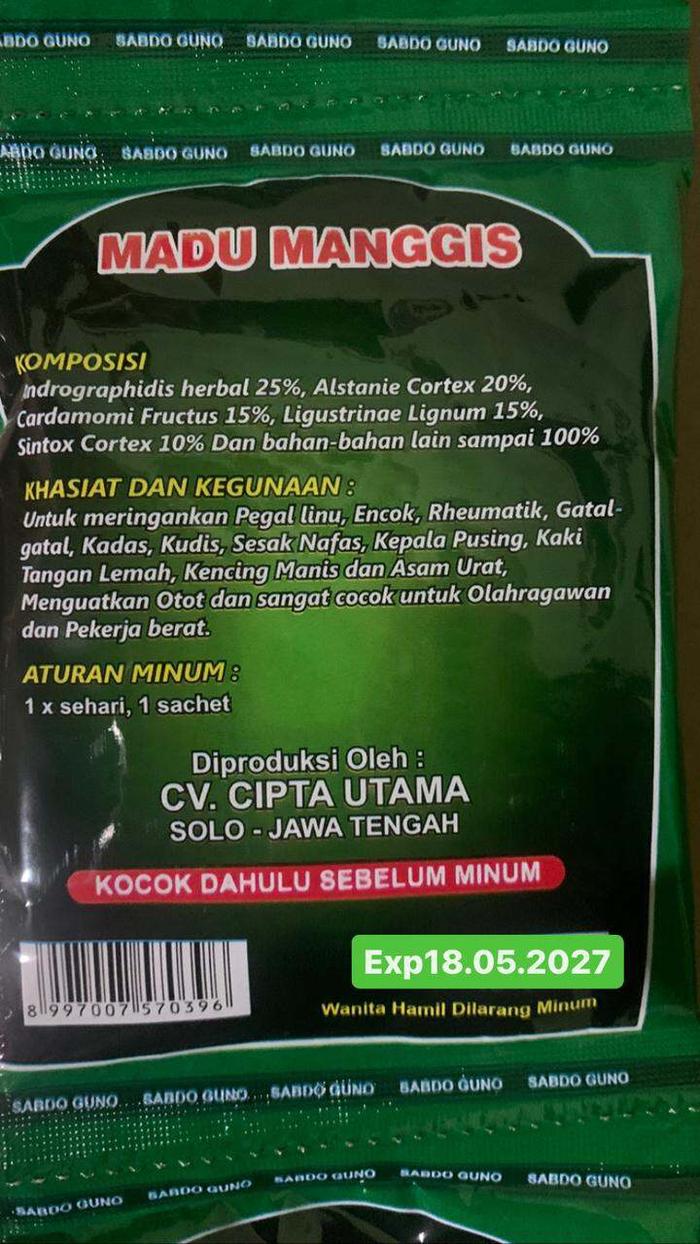 SABDO GUNO SABDO GUNO SABDO GUNO SABDO GUNO
SABDO GUNO SABDO GUNO SABDO GUNO SABDO GUNO
MADU MANGGIS
KOMPOSISI
Indrographidis herbal 25%, Alstanie Cortex 20%,
Cardamomi Fructus 15%, Ligustrinae Lignum 15%,
Sintox Cortex 10% Dan bahan-bahan lain sampai 100%
KHASIAT DAN KEGUNAAN :
Untuk meringankan Pegal linu, Encok, Rheumatik, Gatal-
gatal, Kadas, Kudis, Sesak Nafas, Kepala Pusing, Kaki
Tangan Lemah, Kencing Manis dan Asam Urat,
Menguatkan Otot dan sangat cocok untuk Olahragawan
dan Pekerja berat.
ATURAN MINUM :
1 x sehari, 1 sachet
Diproduksi Oleh :
CV. CIPTA UTAMA
SOLO - JAWA TENGAH
KOCOK DAHULU SEBELUM MINUM
Exp18.05.2027
8 997007 570396
Wanita Hamil Dilarang Minum
SABDO GUNO SABDO GUNO SABDO GUNO SABDO GUNO SABDO GUNO
SABDO GUNO SABDO GUNO SABDO GUNO SABDO GUNO SABDO GUNO